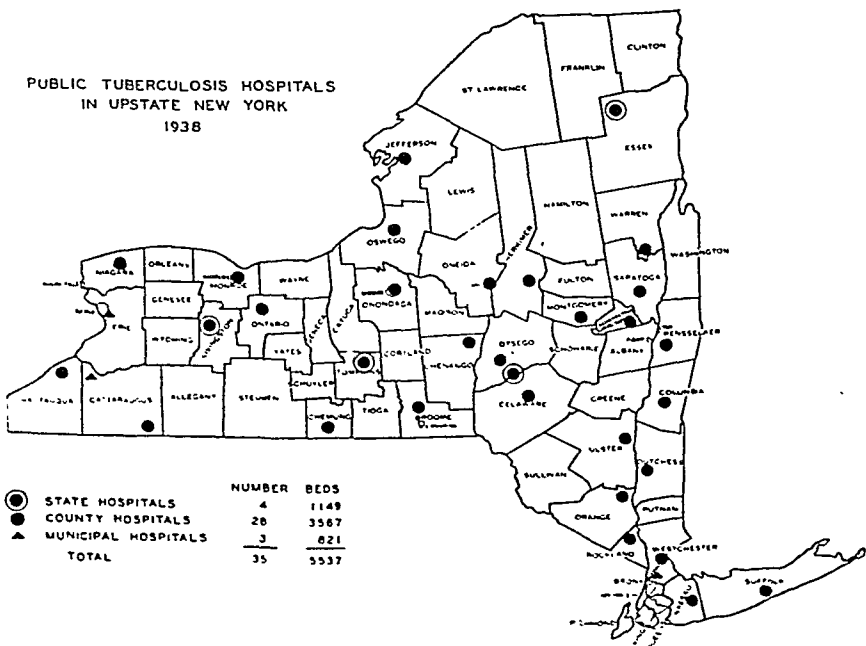 PUBLIC TUBERCULOSIS HOSPITALS
IN UPSTATE NEW YORK
1938
CLINTON
FRANKLIN
ST LAWRENCE
ESSEX
JEFFERSON
LEWIS
HAMILTON
WARREN
WASHINGTON
OSWEGO
HERKIMER
ONEIDA
NIAGARA
ORLEANS
MONROE
WAYNE
FULTON
SARATOGA
GENESEE
ONTARIO
SENECA
CAYUGA
ONONDAGA
MADISON
MONTGOMERY
ERIE
WYOMING
LIVINGSTON
YATES
CORTLAND
OTSEGO
SCHOHARIE
ALBANY
RENSSELAER
CHENANGO
SCHUYLER
TOMPKINS
CHAUTAUQUA
CATTARAUGUS
ALLEGANY
STEUBEN
CHEMUNG
TIOGA
BROOME
DELAWARE
GREENE
COLUMBIA
ULSTER
DUTCHESS
SULLIVAN
ORANGE
PUTNAM
ROCKLAND
WESTCHESTER
BRONX
SUFFOLK
NASSAU
RICHMOND
NUMBER BEDS
STATE HOSPITALS 4 1149
COUNTY HOSPITALS 28 3567
MUNICIPAL HOSPITALS 3 821
TOTAL 35 5537